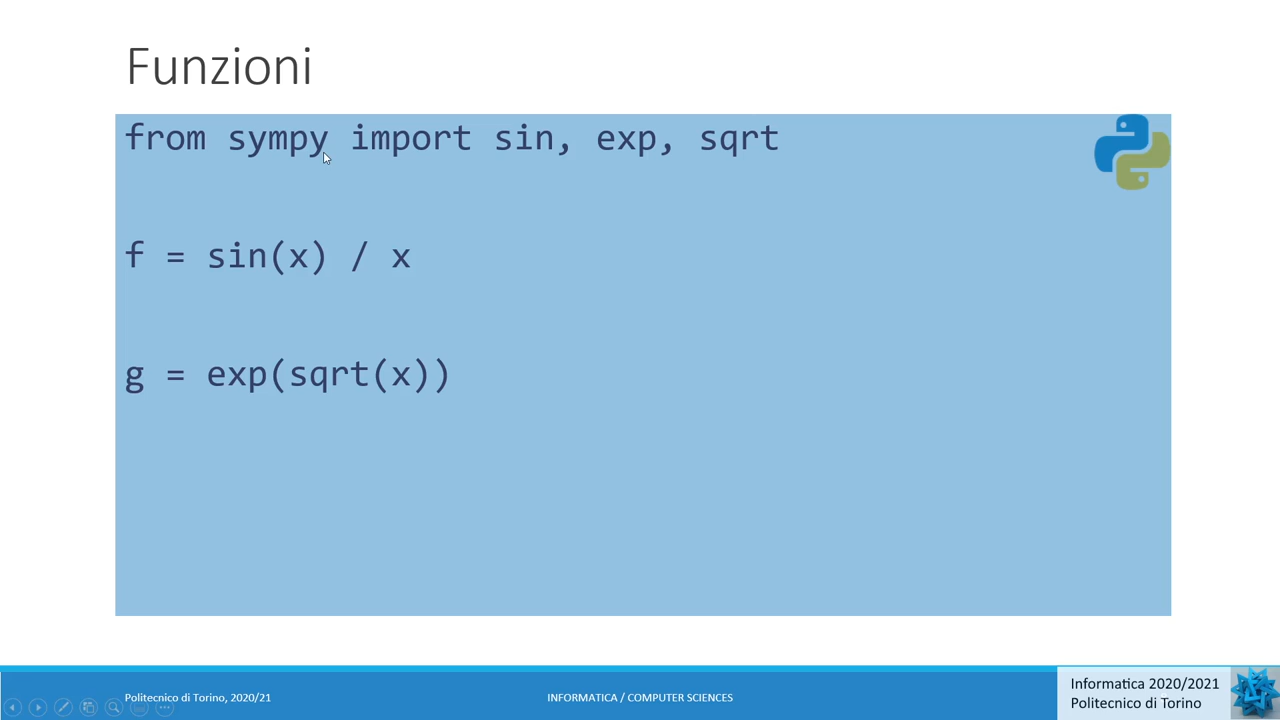 Funzioni
from sympy import sin, exp, sqrt
f = sin(x) / x
g = exp(sqrt(x))
Politecnico di Torino, 2020/21
INFORMATICA / COMPUTER SCIENCES
Informatica 2020/2021
Politecnico di Torino